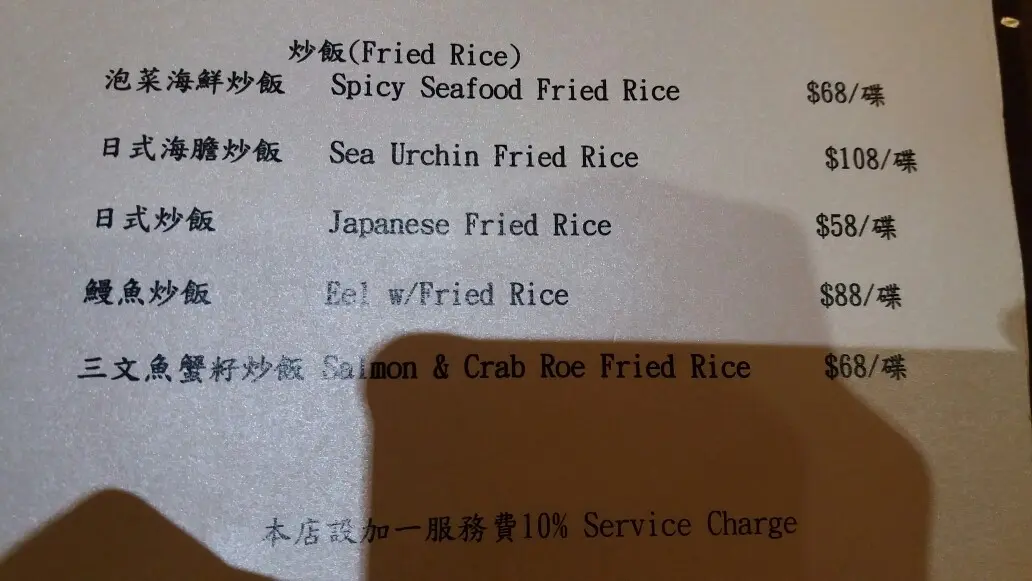 炒飯(Fried Rice)
泡菜海鮮炒飯 Spicy Seafood Fried Rice $68/碟
日式海膽炒飯 Sea Urchin Fried Rice $108/碟
日式炒飯 Japanese Fried Rice $58/碟
鰻魚炒飯 Eel w/Fried Rice $88/碟
三文魚蟹籽炒飯 Salmon & Crab Roe Fried Rice $68/碟
本店設加一服務費10% Service Charge